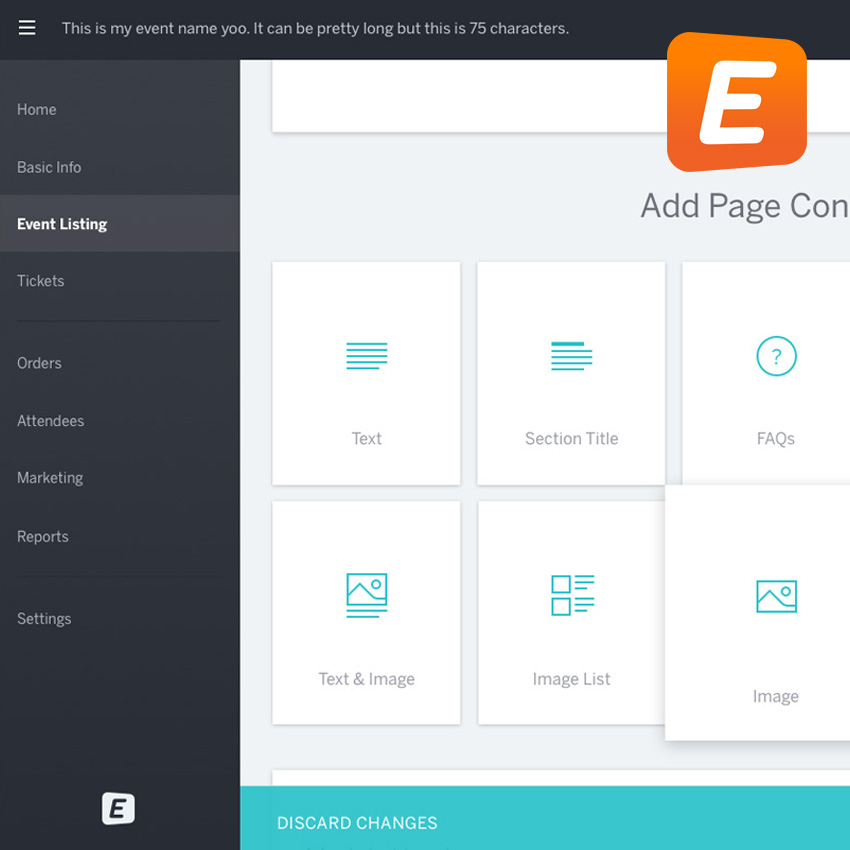 This is my event name yoo. It can be pretty long but this is 75 characters.
E
Home
Basic Info
Event Listing
Tickets
Orders
Attendees
Marketing
Reports
Settings
E
Add Page Con
Text
Section Title
?
FAQs
Text & Image
Image List
Image
DISCARD CHANGES